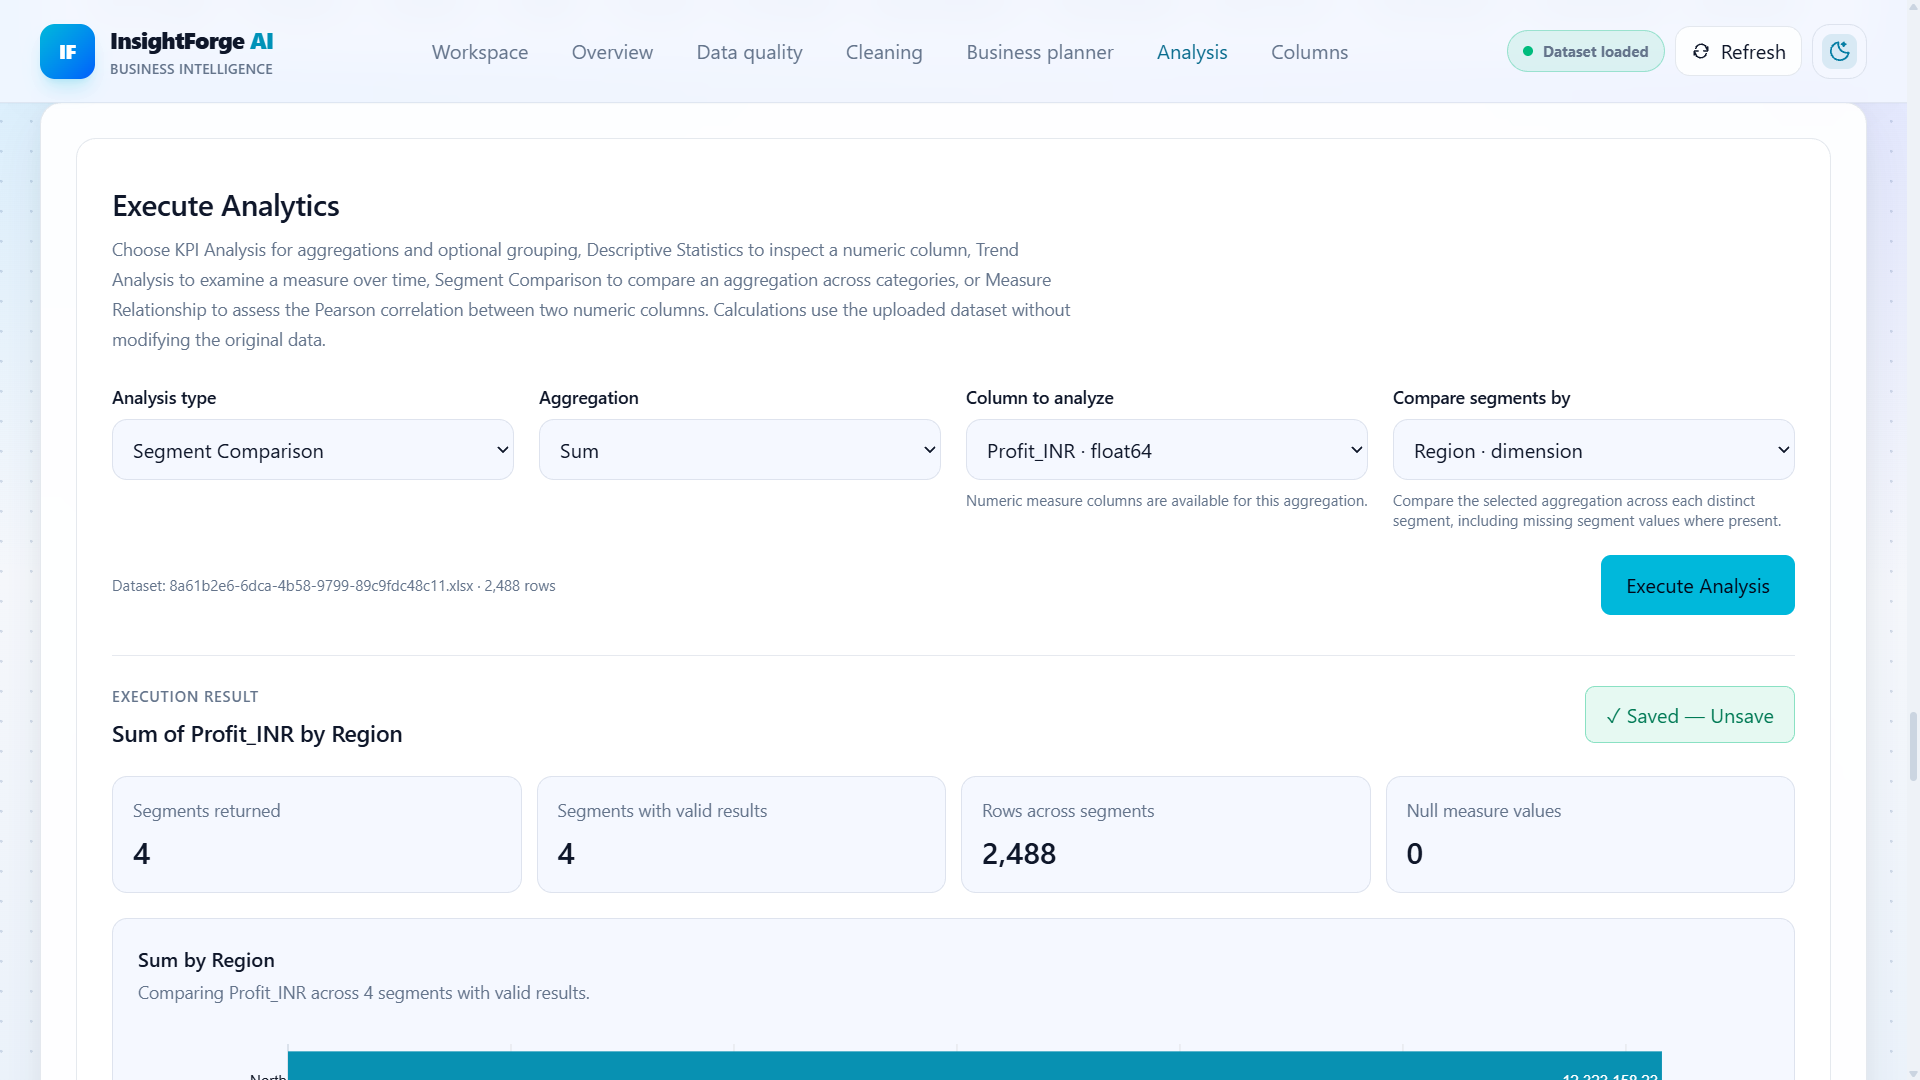 IF
InsightForge AI
BUSINESS INTELLIGENCE
Workspace
Overview
Data quality
Cleaning
Business planner
Analysis
Columns
Dataset loaded
Refresh
Execute Analytics
Choose KPI Analysis for aggregations and optional grouping, Descriptive Statistics to inspect a numeric column, Trend
Analysis to examine a measure over time, Segment Comparison to compare an aggregation across categories, or Measure
Relationship to assess the Pearson correlation between two numeric columns. Calculations use the uploaded dataset without
modifying the original data.
Analysis type
Segment Comparison
Aggregation
Sum
Column to analyze
Profit_INR · float64
Numeric measure columns are available for this aggregation.
Compare segments by
Region · dimension
Compare the selected aggregation across each distinct
segment, including missing segment values where present.
Dataset: 8a61b2e6-6dca-4b58-9799-89c9fdc48c11.xlsx · 2,488 rows
Execute Analysis
EXECUTION RESULT
Sum of Profit_INR by Region
✓ Saved — Unsave
Segments returned
4
Segments with valid results
4
Rows across segments
2,488
Null measure values
0
Sum by Region
Comparing Profit_INR across 4 segments with valid results.
North